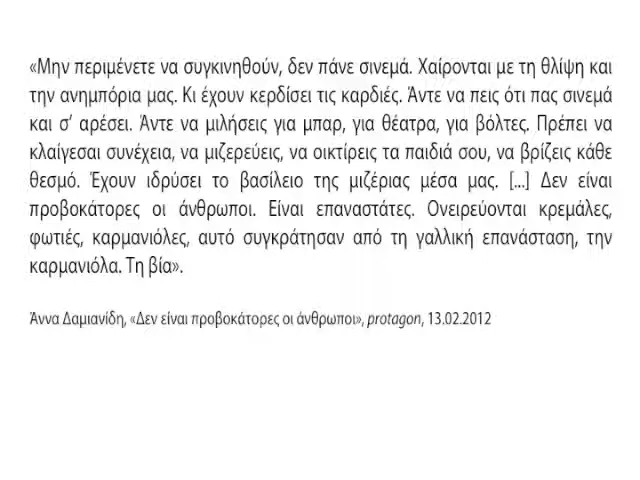 «Μην περιμένετε να συγκινηθούν, δεν πάνε σινεμά. Χαίρονται με τη θλίψη και
την ανημπόρια μας. Κι έχουν κερδίσει τις καρδιές. Άντε να πεις ότι πας σινεμά
και σ’ αρέσει. Άντε να μιλήσεις για μπαρ, για θέατρα, για βόλτες. Πρέπει να
κλαίγεσαι συνέχεια, να μιζερεύεις, να οικτίρεις τα παιδιά σου, να βρίζεις κάθε
θεσμό. Έχουν ιδρύσει το βασίλειο της μιζέριας μέσα μας. [...] Δεν είναι
προβοκάτορες οι άνθρωποι. Είναι επαναστάτες. Ονειρεύονται κρεμάλες,
φωτιές, καρμανιόλες, αυτό συγκράτησαν από τη γαλλική επανάσταση, την
καρμανιόλα. Τη βία».
Άννα Δαμιανίδη, «Δεν είναι προβοκάτορες οι άνθρωποι», protagon, 13.02.2012